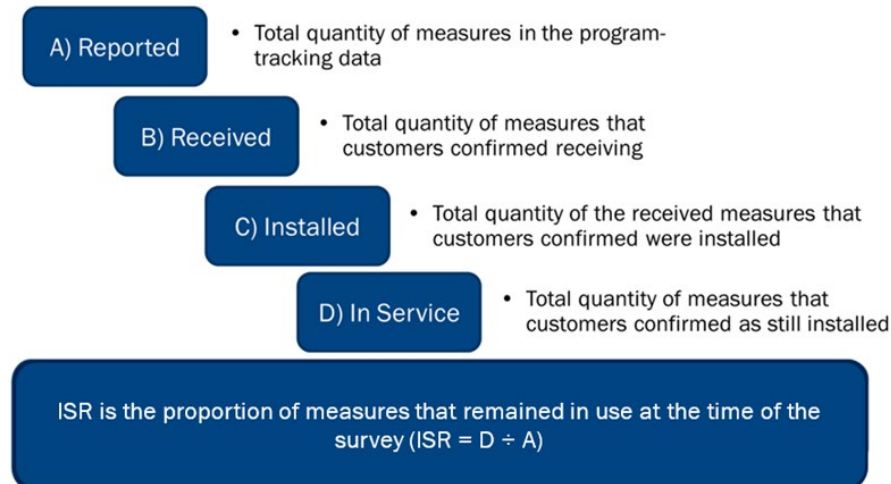 A) Reported
• Total quantity of measures in the program-
tracking data
B) Received
• Total quantity of measures that
customers confirmed receiving
C) Installed
• Total quantity of the received measures that
customers confirmed were installed
D) In Service
• Total quantity of measures that
customers confirmed as still installed
ISR is the proportion of measures that remained in use at the time of the
survey (ISR = D ÷ A)